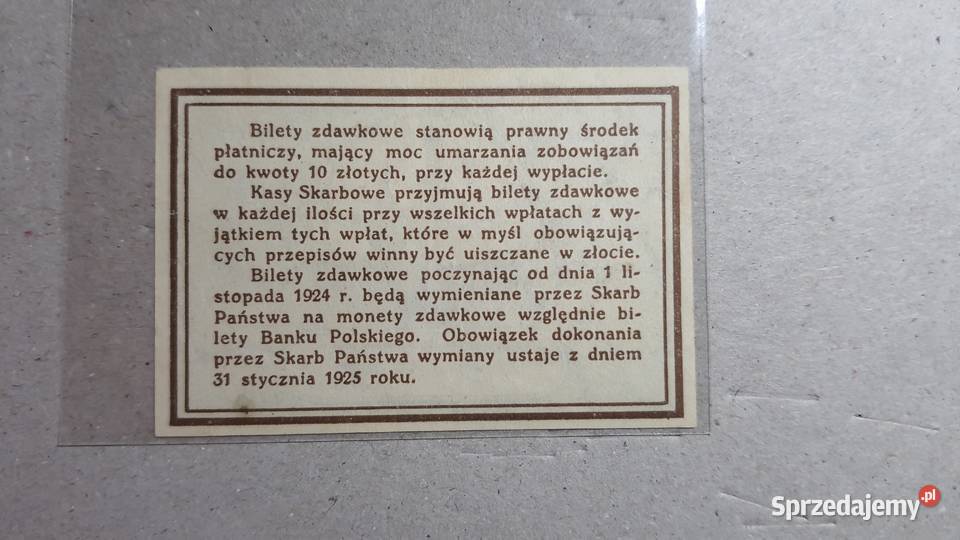 Bilety zdawkowe stanowią prawny środek
płatniczy, mający moc umarzania zobowiązań
do kwoty 10 złotych, przy każdej wypłacie.
Kasy Skarbowe przyjmują bilety zdawkowe
w każdej ilości przy wszelkich wpłatach z wy-
jątkiem tych wpłat, które w myśl obowiązują-
cych przepisów winny być uiszczane w złocie.
Bilety zdawkowe poczynając od dnia 1 li-
stopada 1924 r. będą wymieniane przez Skarb
Państwa na monety zdawkowe względnie bi-
lety Banku Polskiego. Obowiązek dokonania
przez Skarb Państwa wymiany ustaje z dniem
31 stycznia 1925 roku.
Sprzedajemy.pl